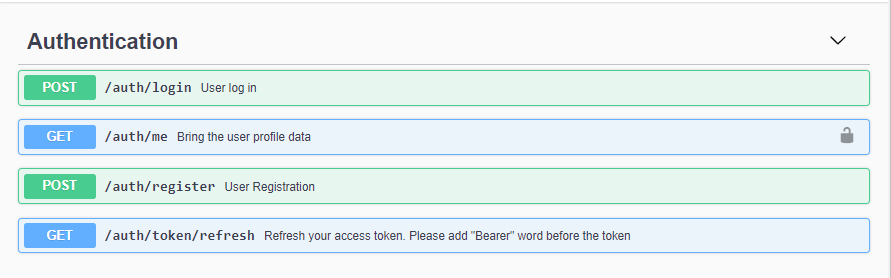 Authentication
POST /auth/login User log in
GET /auth/me Bring the user profile data
POST /auth/register User Registration
GET /auth/token/refresh Refresh your access token. Please add "Bearer" word before the token